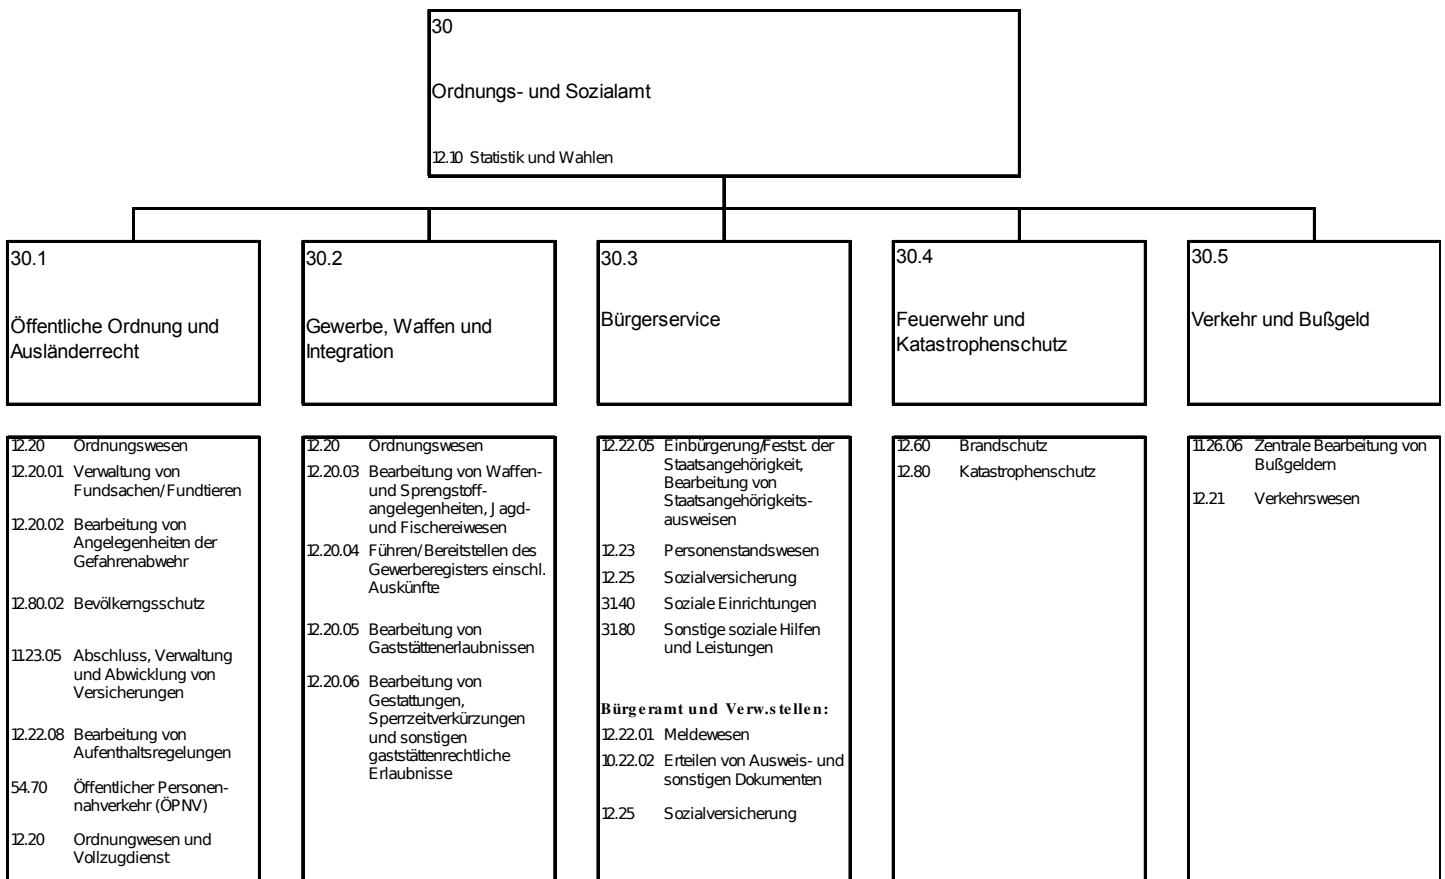 30
Ordnungs- und Sozialamt
12.10 Statistik und Wahlen
30.1
Öffentliche Ordnung und
Ausländerrecht
30.2
Gewerbe, Waffen und
Integration
30.3
Bürgerservice
30.4
Feuerwehr und
Katastrophenschutz
30.5
Verkehr und Bußgeld
12.20 Ordnungswesen
12.20.01 Verwaltung von
Fundsachen/Fundtieren
12.20.02 Bearbeitung von
Angelegenheiten der
Gefahrenabwehr
12.80.02 Bevölkerngsschutz
11.23.05 Abschluss, Verwaltung
und Abwicklung von
Versicherungen
12.22.08 Bearbeitung von
Aufenthaltsregelungen
54.70 Öffentlicher Personen-
nahverkehr (ÖPNV)
12.20 Ordnungwesen und
Vollzugdienst
12.20 Ordnungswesen
12.20.03 Bearbeitung von Waffen-
und Sprengstoff-
angelegenheiten, Jagd-
und Fischereiwesen
12.20.04 Führen/Bereitstellen des
Gewerberegisters einschl.
Auskünfte
12.20.05 Bearbeitung von
Gaststättenerlaubnissen
12.20.06 Bearbeitung von
Gestattungen,
Sperrzeitverkürzungen
und sonstigen
gaststättenrechtliche
Erlaubnisse
12.22.05 Einbürgerung/Festst. der
Staatsangehörigkeit,
Bearbeitung von
Staatsangehörigkeits-
ausweisen
12.23 Personenstandswesen
12.25 Sozialversicherung
31.40 Soziale Einrichtungen
31.80 Sonstige soziale Hilfen
und Leistungen
Bürgeramt und Verw.stellen:
12.22.01 Meldewesen
10.22.02 Erteilen von Ausweis- und
sonstigen Dokumenten
12.25 Sozialversicherung
12.60 Brandschutz
12.80 Katastrophenschutz
11.26.06 Zentrale Bearbeitung von
Bußgeldern
12.21 Verkehrswesen